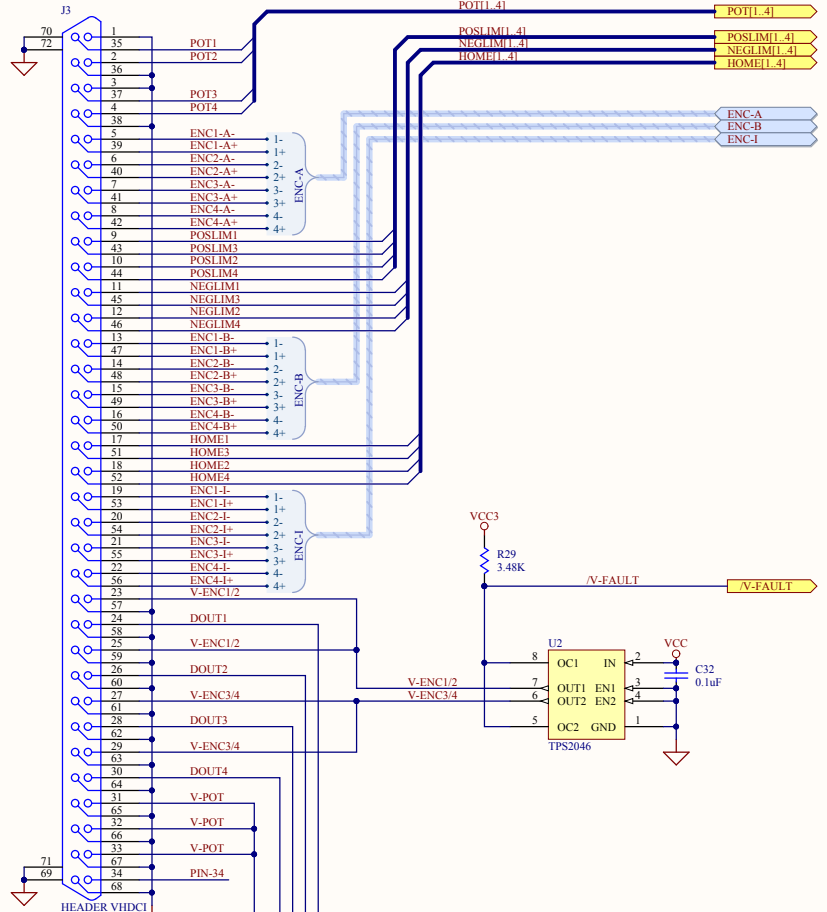 J3
POT[1..4] POT[1..4]
70 1
72 35 POT1
POSLIM[1..4] POSLIM[1..4]
NEGLIM[1..4] NEGLIM[1..4]
2 POT2
HOME[1..4] HOME[1..4]
36
3
37 POT3
4 POT4
38
ENC-A
ENC-B
ENC-I
5 ENC1-A- 1-
39 ENC1-A+ 1+
6 ENC2-A- 2-
40 ENC2-A+ 2+
7 ENC3-A- 3-
41 ENC3-A+ 3+
8 ENC4-A- 4-
42 ENC4-A+ 4+
ENC-A
9 POSLIM1
43 POSLIM3
10 POSLIM2
44 POSLIM4
11 NEGLIM1
45 NEGLIM3
12 NEGLIM2
46 NEGLIM4
13 ENC1-B- 1-
47 ENC1-B+ 1+
14 ENC2-B- 2-
48 ENC2-B+ 2+
15 ENC3-B- 3-
49 ENC3-B+ 3+
16 ENC4-B- 4-
50 ENC4-B+ 4+
ENC-B
17 HOME1
51 HOME3
18 HOME2
52 HOME4
19 ENC1-I- 1-
53 ENC1-I+ 1+
20 ENC2-I- 2-
54 ENC2-I+ 2+
21 ENC3-I- 3-
55 ENC3-I+ 3+
22 ENC4-I- 4-
56 ENC4-I+ 4+
ENC-I
VCC3
R29
3.48K
/V-FAULT /V-FAULT
23 V-ENC1/2
57
24 DOUT1
58
25 V-ENC1/2
59
26 DOUT2
60
27 V-ENC3/4
61
28 DOUT3
62
29 V-ENC3/4
63
30 DOUT4
64
31 V-POT
65
32 V-POT
66
33 V-POT
71 67
69 34 PIN-34
68
HEADER VHDCI
U2
VCC
8 OC1 IN 2
C32
0.1uF
V-ENC1/2 7 OUT1 EN1 3
V-ENC3/4 6 OUT2 EN2 4
5 OC2 GND 1
TPS2046